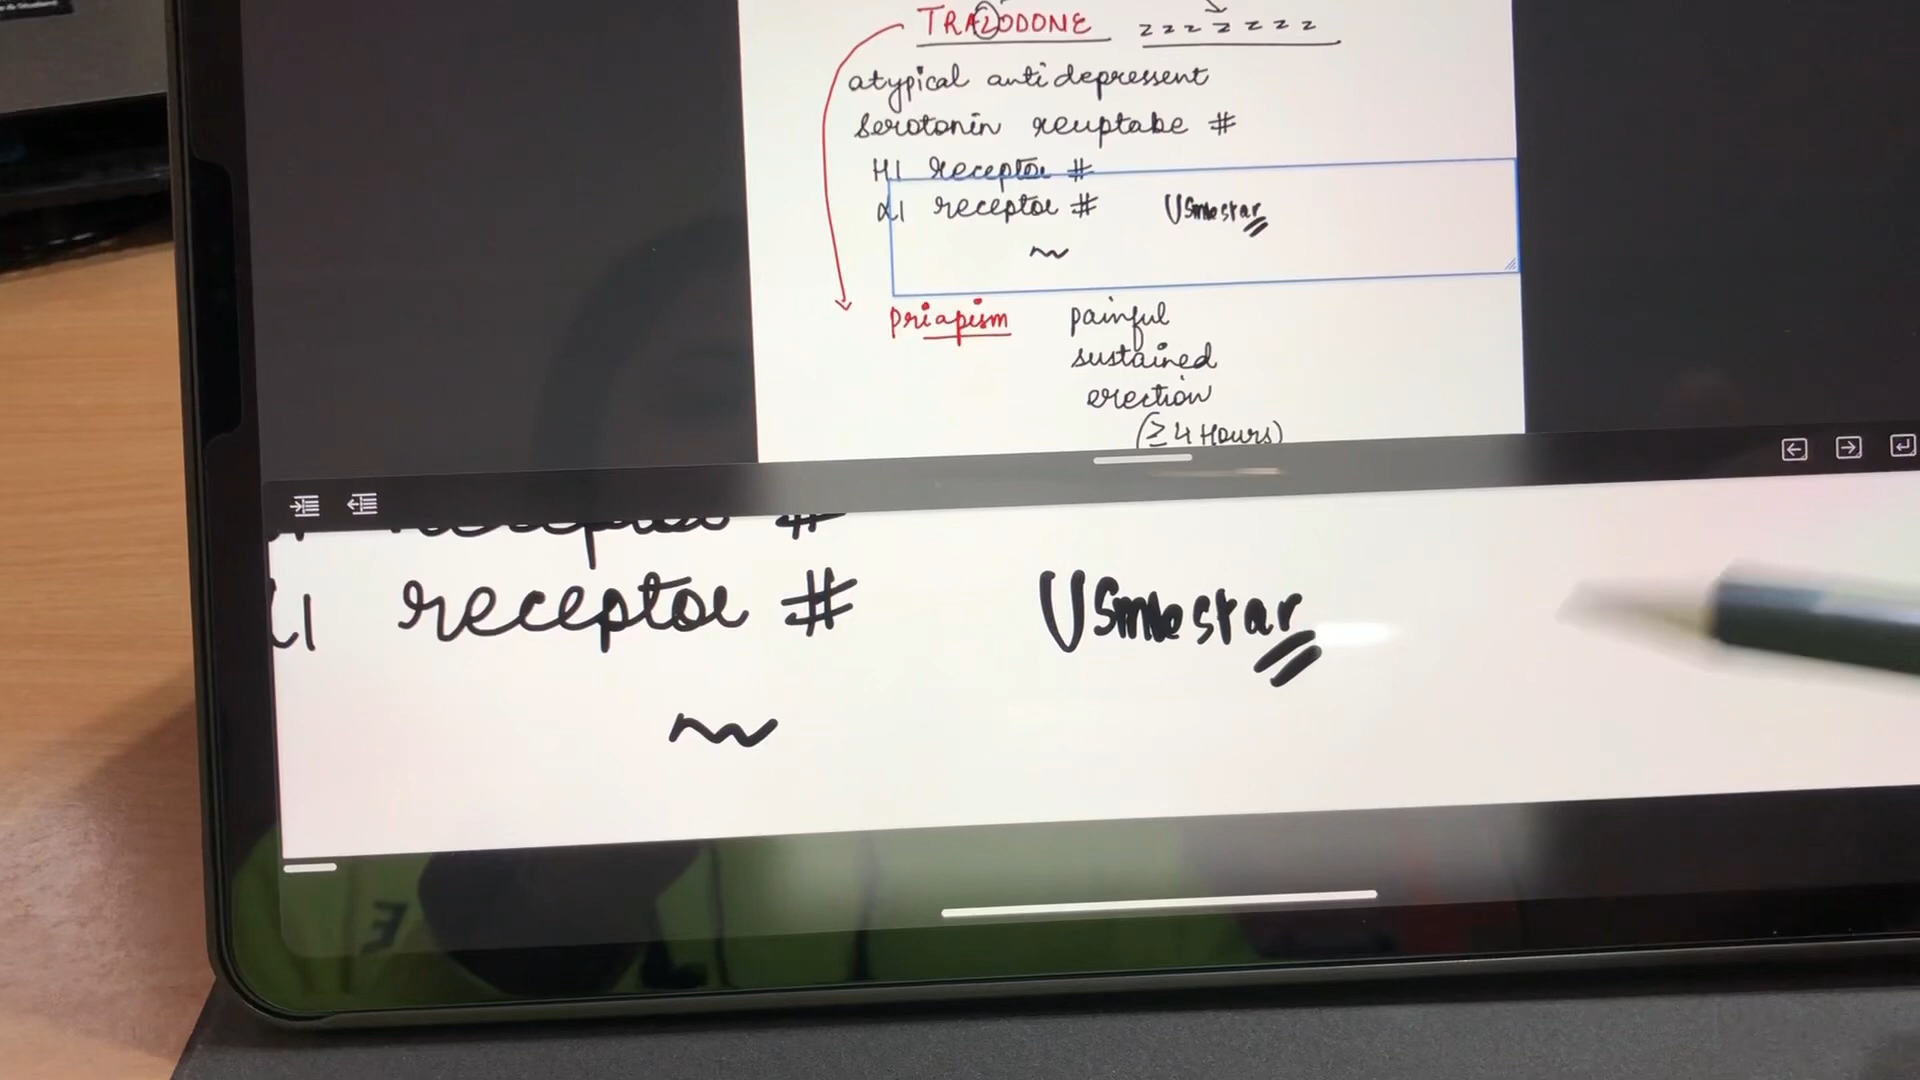 TRAZODONE zzzzzzz
atypical antidepressent
serotonin reuptake #
H1 receptor #
α1 receptor # USmlestar
priapism painful
sustained
erection
(≥4 Hours)
receptor #
receptor # USmlestar